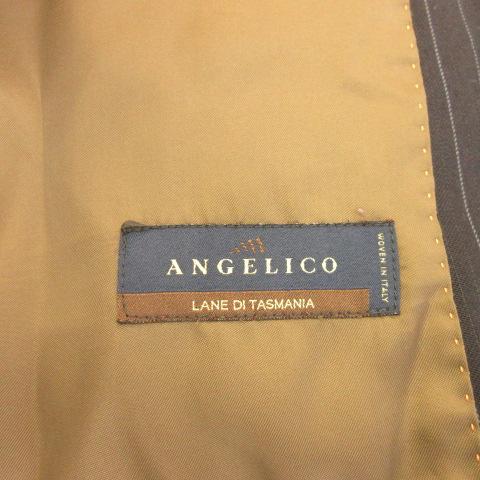 ANGELICO
LANE DI TASMANIA
WOVEN IN ITALY